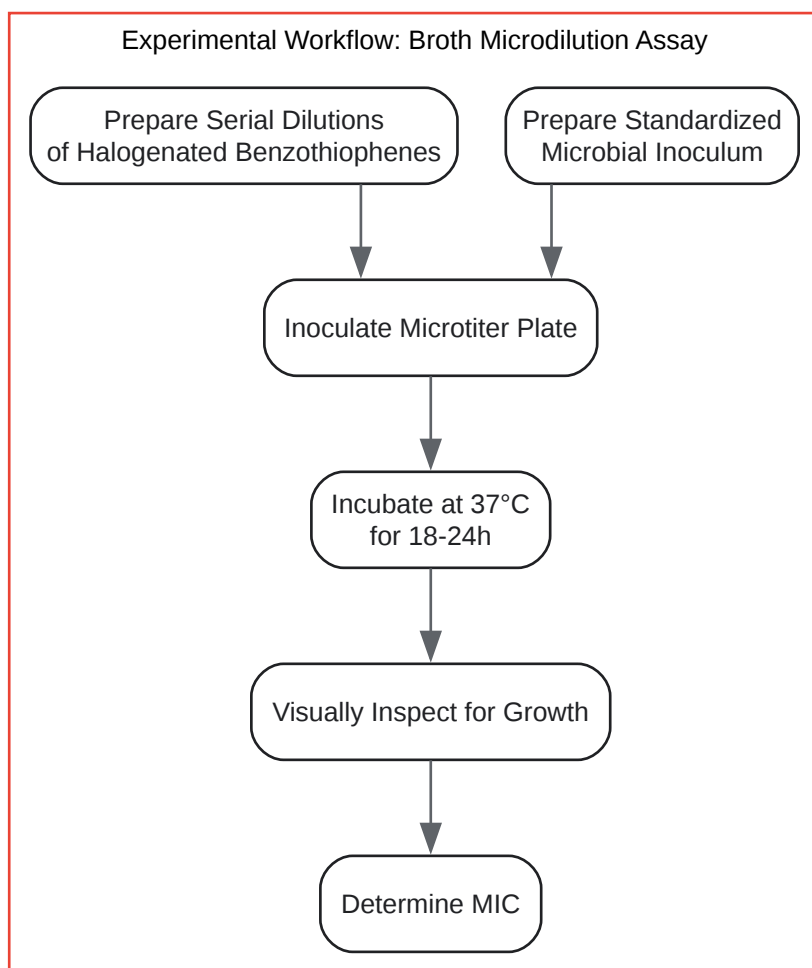 Experimental Workflow: Broth Microdilution Assay
Prepare Serial Dilutions
of Halogenated Benzothiophenes
Prepare Standardized
Microbial Inoculum
Inoculate Microtiter Plate
Incubate at 37°C
for 18-24h
Visually Inspect for Growth
Determine MIC